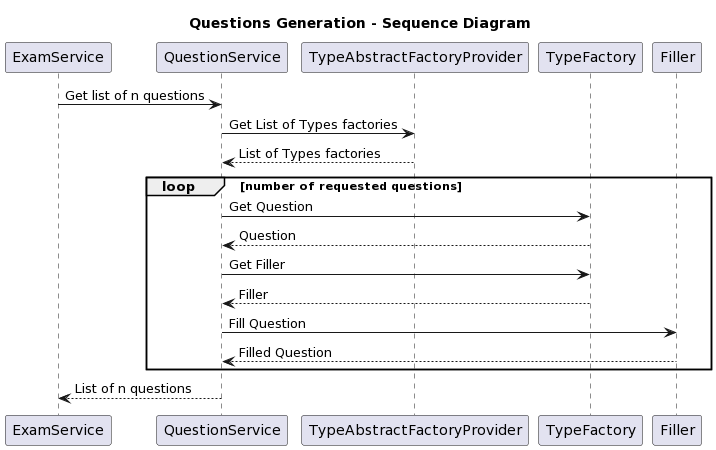 Questions Generation - Sequence Diagram
ExamService QuestionService TypeAbstractFactoryProvider TypeFactory Filler
Get list of n questions
Get List of Types factories
List of Types factories
loop [number of requested questions]
Get Question
Question
Get Filler
Filler
Fill Question
Filled Question
List of n questions
ExamService QuestionService TypeAbstractFactoryProvider TypeFactory Filler